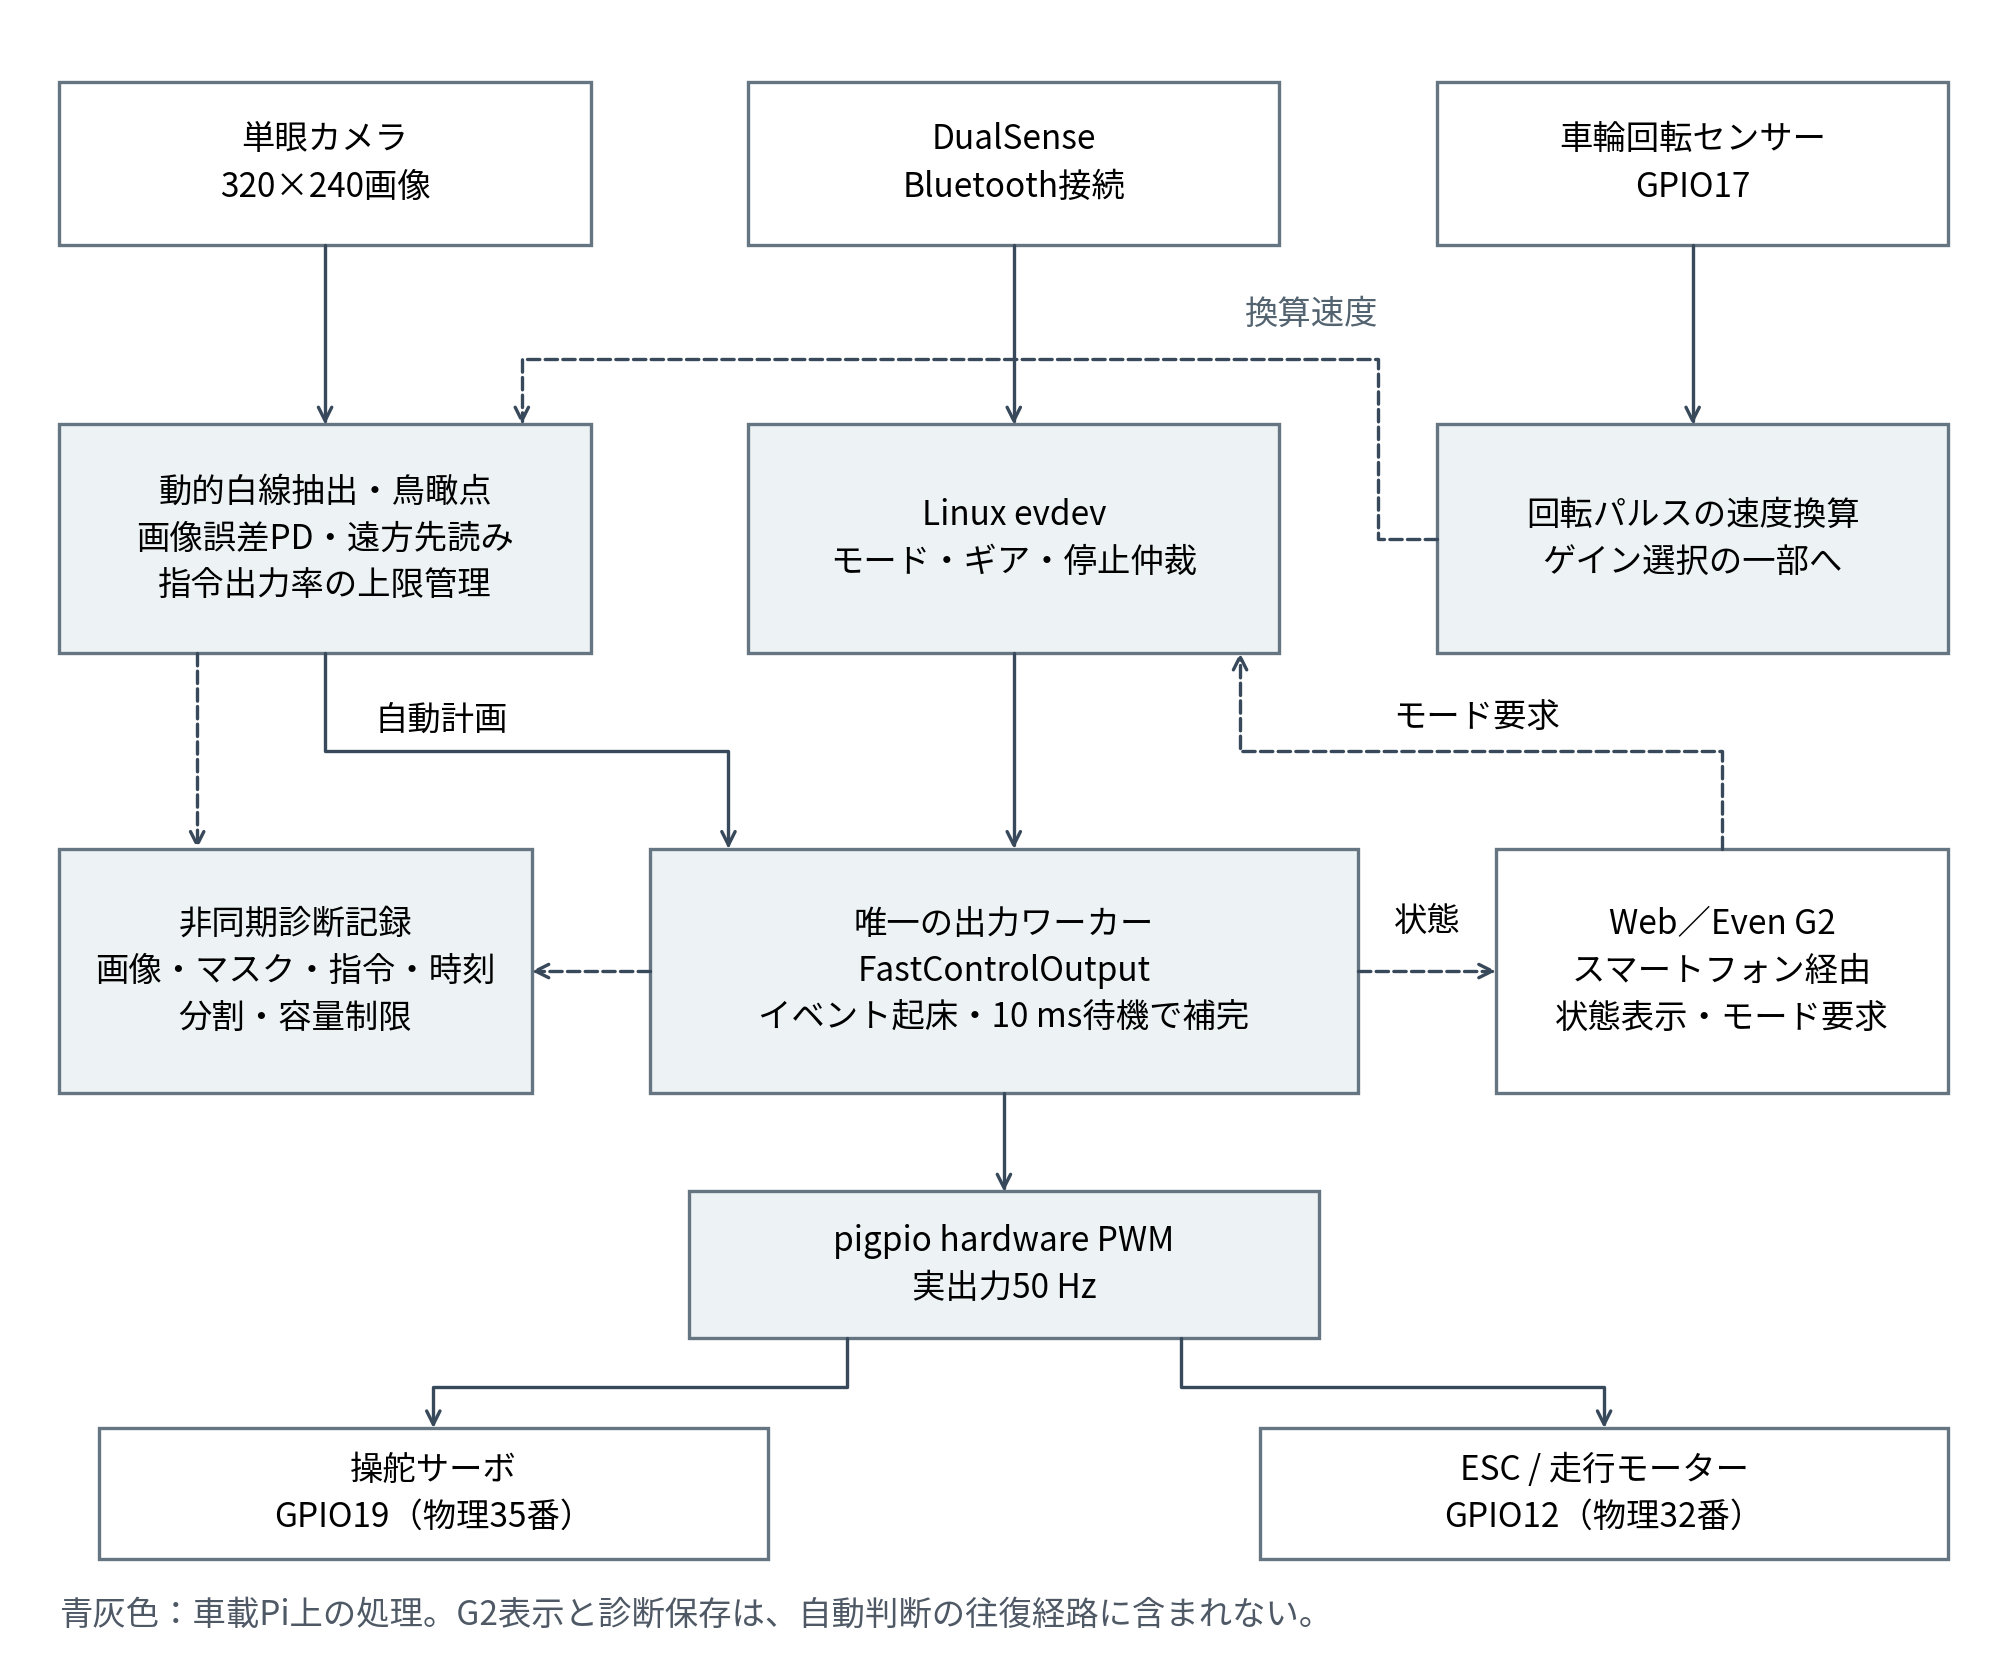 単眼カメラ
320×240画像
DualSense
Bluetooth接続
車輪回転センサー
GPIO17
換算速度
動的白線抽出・鳥瞰点
画像誤差PD・遠方先読み
指令出力率の上限管理
Linux evdev
モード・ギア・停止仲裁
回転パルスの速度換算
ゲイン選択の一部へ
自動計画
モード要求
非同期診断記録
画像・マスク・指令・時刻
分割・容量制限
唯一の出力ワーカー
FastControlOutput
イベント起床・10 ms待機で補完
状態
Web／Even G2
スマートフォン経由
状態表示・モード要求
pigpio hardware PWM
実出力50 Hz
操舵サーボ
GPIO19（物理35番）
ESC / 走行モーター
GPIO12（物理32番）
青灰色：車載Pi上の処理。G2表示と診断保存は、自動判断の往復経路に含まれない。